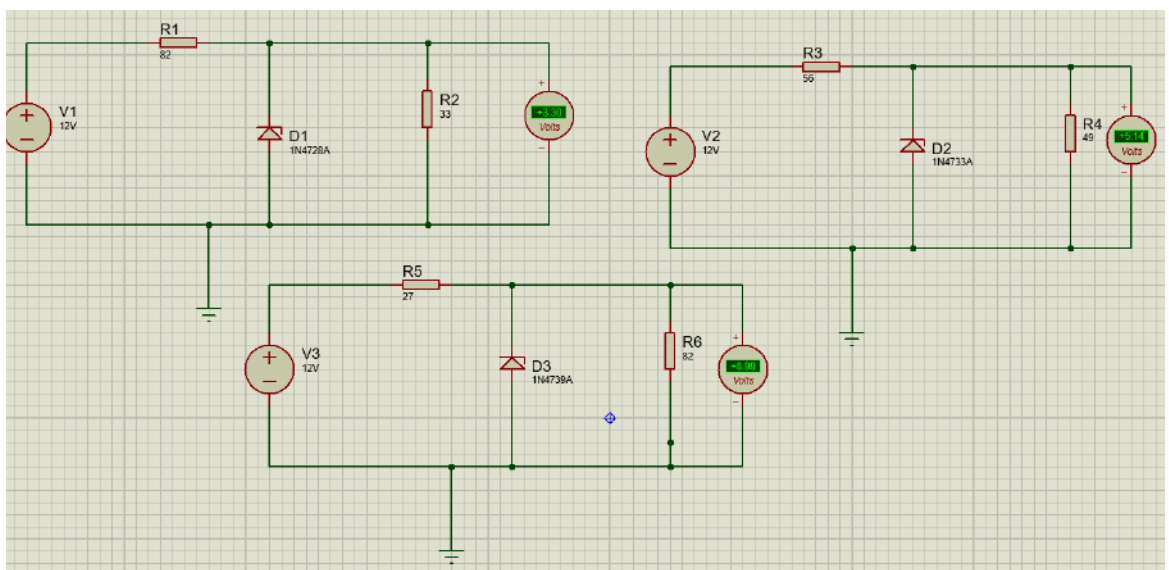 R1
82
V1
12V
+
−
D1
1N4728A
R2
33
+
+3.30
Volts
−
R3
56
V2
12V
+
−
D2
1N4733A
R4
49
+
+5.14
Volts
−
R5
27
V3
12V
+
−
D3
1N4739A
R6
82
+
+8.99
Volts
−